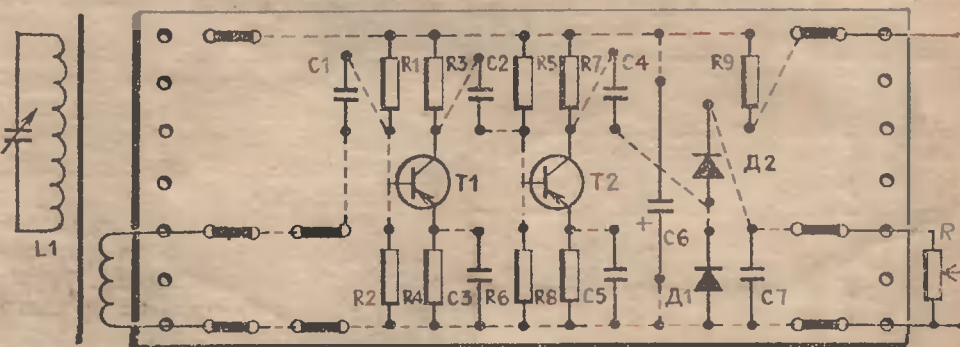 C1 R1 R3 C2 R5 R7 C4 R9
T1 T2 Д2
L1 + C6 R
R2 R4 C3 R6 R8 C5 Д1 C7